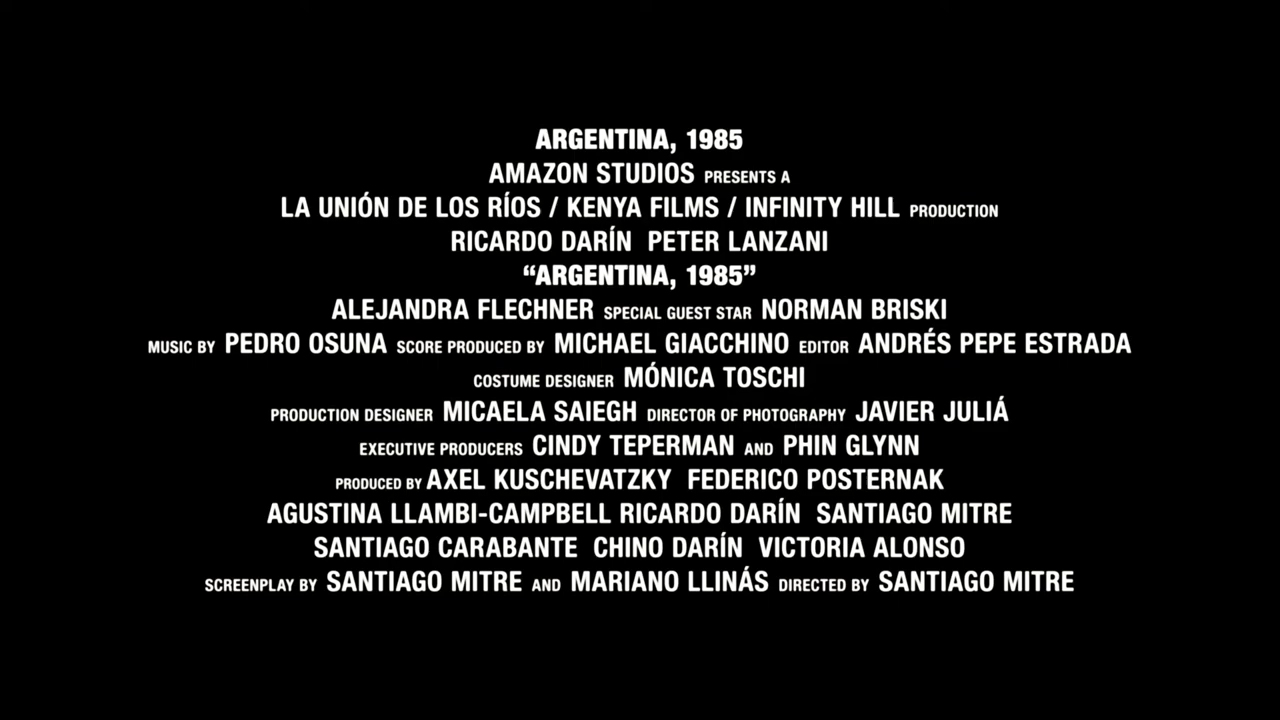 ARGENTINA, 1985
AMAZON STUDIOS PRESENTS A
LA UNIÓN DE LOS RÍOS / KENYA FILMS / INFINITY HILL PRODUCTION
RICARDO DARÍN PETER LANZANI
“ARGENTINA, 1985”
ALEJANDRA FLECHNER SPECIAL GUEST STAR NORMAN BRISKI
MUSIC BY PEDRO OSUNA SCORE PRODUCED BY MICHAEL GIACCHINO EDITOR ANDRÉS PEPE ESTRADA
COSTUME DESIGNER MÓNICA TOSCHI
PRODUCTION DESIGNER MICAELA SAIEGH DIRECTOR OF PHOTOGRAPHY JAVIER JULIÁ
EXECUTIVE PRODUCERS CINDY TEPERMAN AND PHIN GLYNN
PRODUCED BY AXEL KUSCHEVATZKY FEDERICO POSTERNAK
AGUSTINA LLAMBI-CAMPBELL RICARDO DARÍN SANTIAGO MITRE
SANTIAGO CARABANTE CHINO DARÍN VICTORIA ALONSO
SCREENPLAY BY SANTIAGO MITRE AND MARIANO LLINÁS DIRECTED BY SANTIAGO MITRE